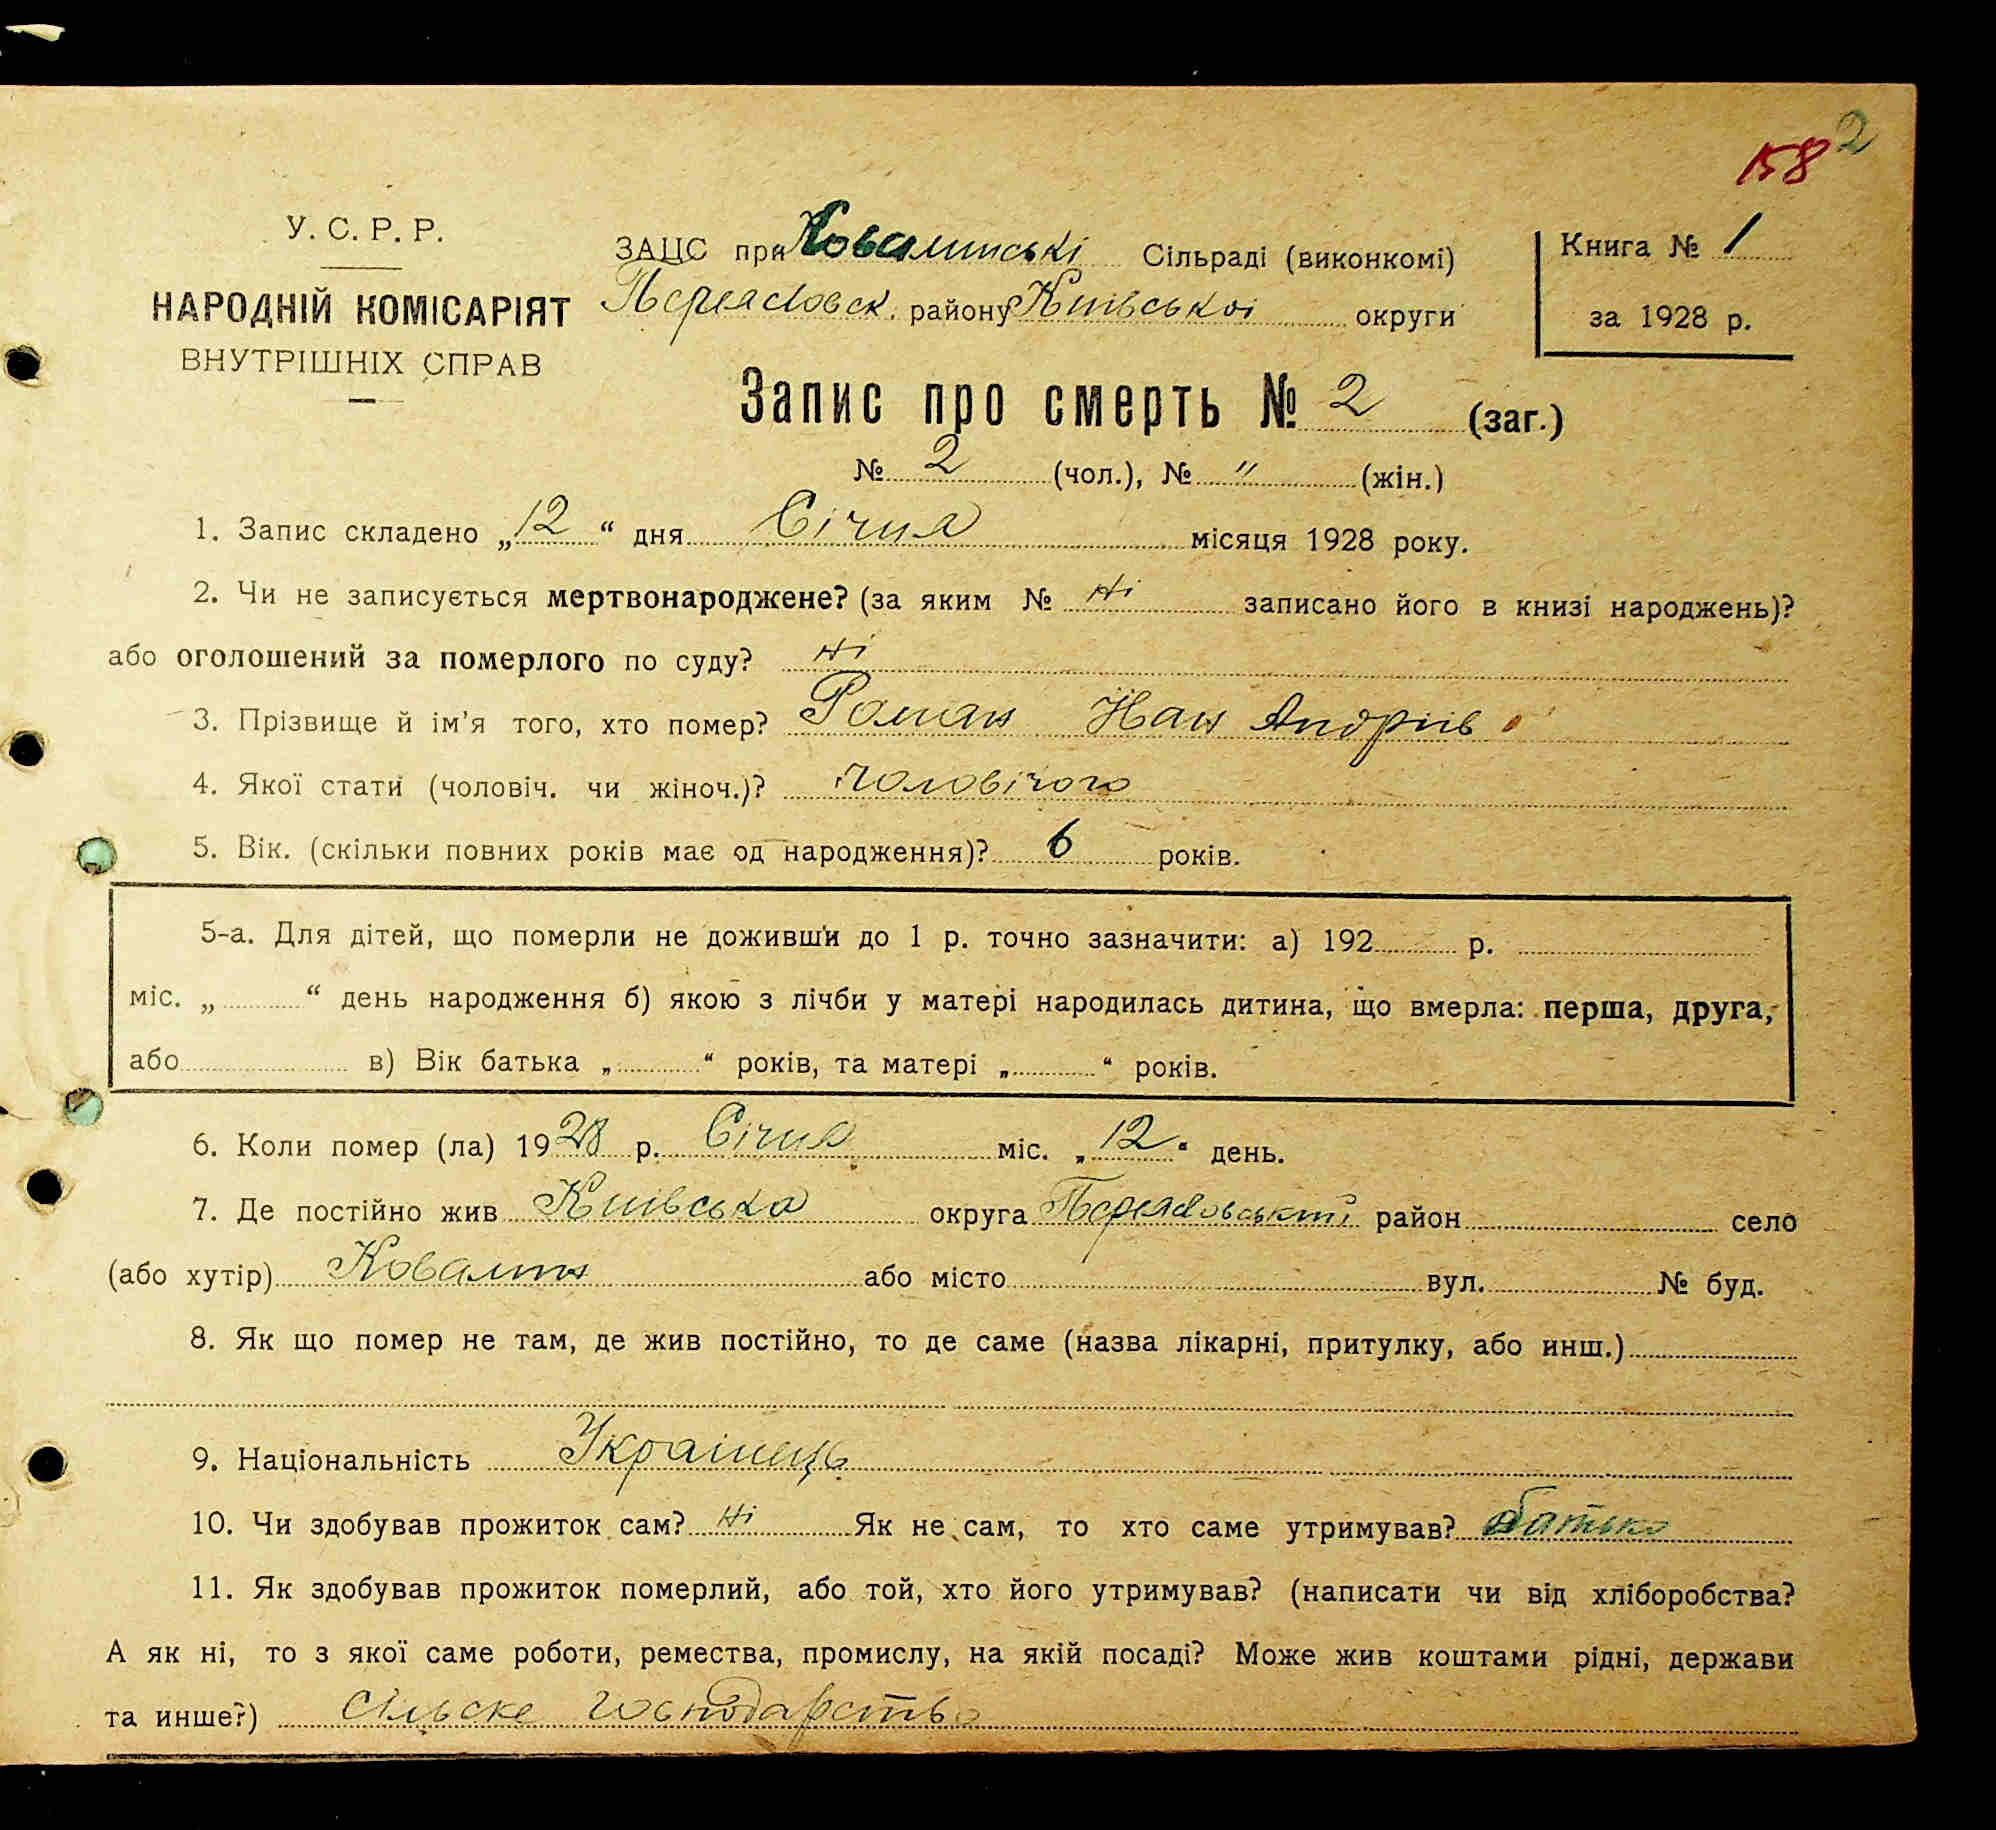 158 2
У. С. Р. Р.
НАРОДНІЙ КОМІСАРІЯТ
ВНУТРІШНІХ СПРАВ
ЗАЦС при Ковалинські Сільраді (виконкомі)
Переясловск. району Київської округи
Книга № 1
за 1928 р.
Запис про смерть № 2 (заг.)
№ 2 (чол.), № " (жін.)
1. Запис складено „12“ дня Січня місяця 1928 року.
2. Чи не записується мертвонароджене? (за яким № Ні записано його в книзі народжень)?
або оголошений за померлого по суду? Ні
3. Прізвище й ім'я того, хто помер? Роман Андріїв
4. Якої стати (чоловіч. чи жіноч.)? чоловічого
5. Вік. (скільки повних років має од народження)? 6 років.
5-а. Для дітей, що померли не доживши до 1 р. точно зазначити: а) 192 р.
міс. „ “ день народження б) якою з лічби у матері народилась дитина, що вмерла: перша, друга,
або в) Вік батька „ “ років, та матері „ “ років.
6. Коли помер (ла) 1928 р. Січня міс. „12“ день.
7. Де постійно жив Київська округа Переясловський район село
(або хутір) Ковалин або місто вул. № буд.
8. Як що помер не там, де жив постійно, то де саме (назва лікарні, притулку, або инш.)
9. Національність Украінець
10. Чи здобував прожиток сам? Ні Як не сам, то хто саме утримував? батько
11. Як здобував прожиток померлий, або той, хто його утримував? (написати чи від хліборобства?
А як ні, то з якої саме роботи, ремества, промислу, на якій посаді? Може жив коштами рідні, держави
та инше?) Сільске господарство